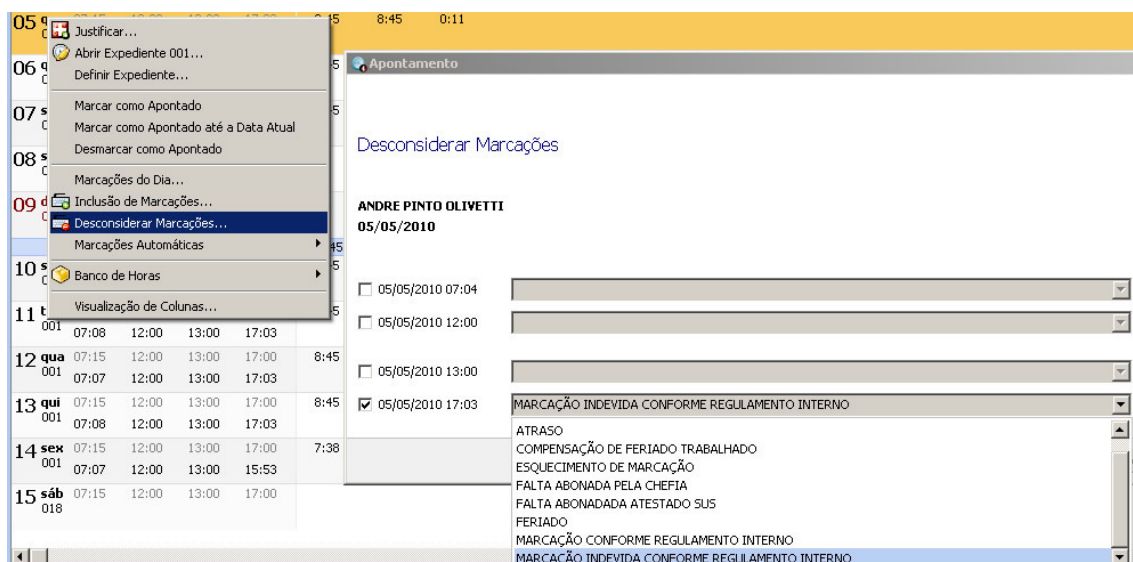 05
8:45 0:11
Justificar...
Abrir Expediente 001...
Definir Expediente...
Marcar como Apontado
Marcar como Apontado até a Data Atual
Desmarcar como Apontado
Marcações do Dia...
Inclusão de Marcações...
Desconsiderar Marcações...
Marcações Automáticas
Banco de Horas
Visualização de Colunas...
06
07
08
09
10
11
001 07:08 12:00 13:00 17:03
12 qua 07:15 12:00 13:00 17:00 8:45
001 07:07 12:00 13:00 17:03
13 qui 07:15 12:00 13:00 17:00 8:45
001 07:08 12:00 13:00 17:03
14 sex 07:15 12:00 13:00 17:00 7:38
001 07:07 12:00 13:00 15:53
15 sáb 07:15 12:00 13:00 17:00
018
Apontamento
Desconsiderar Marcações
ANDRE PINTO OLIVETTI
05/05/2010
05/05/2010 07:04
05/05/2010 12:00
05/05/2010 13:00
05/05/2010 17:03 MARCAÇÃO INDEVIDA CONFORME REGULAMENTO INTERNO
ATRASO
COMPENSAÇÃO DE FERIADO TRABALHADO
ESQUECIMENTO DE MARCAÇÃO
FALTA ABONADA PELA CHEFIA
FALTA ABONADADA ATESTADO SUS
FERIADO
MARCAÇÃO CONFORME REGULAMENTO INTERNO
MARCAÇÃO INDEVIDA CONFORME REGULAMENTO INTERNO